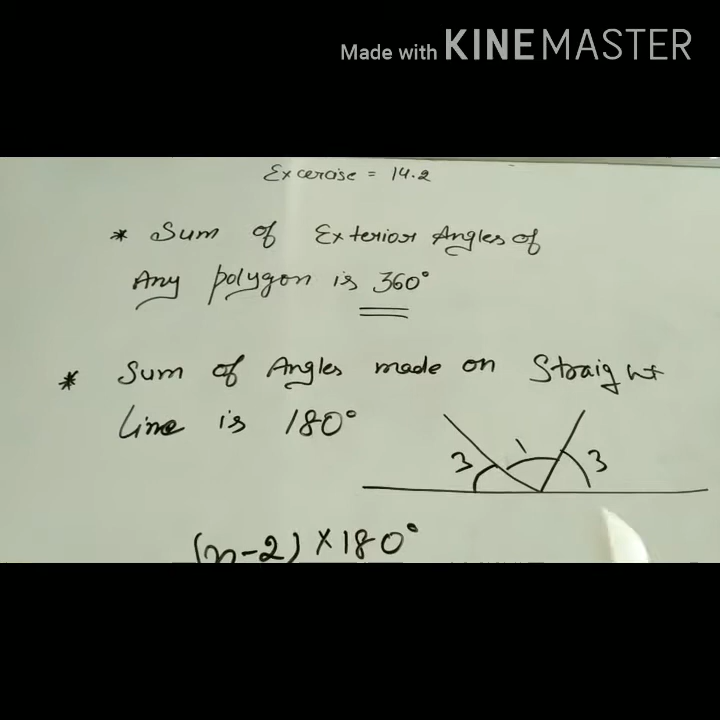 Made with KINEMASTER
Excercise = 14.2
* Sum of Exterior Angles of
Any polygon is 360°
* Sum of Angles made on Straight
Line is 180°
3 1 3
(n-2) × 180°